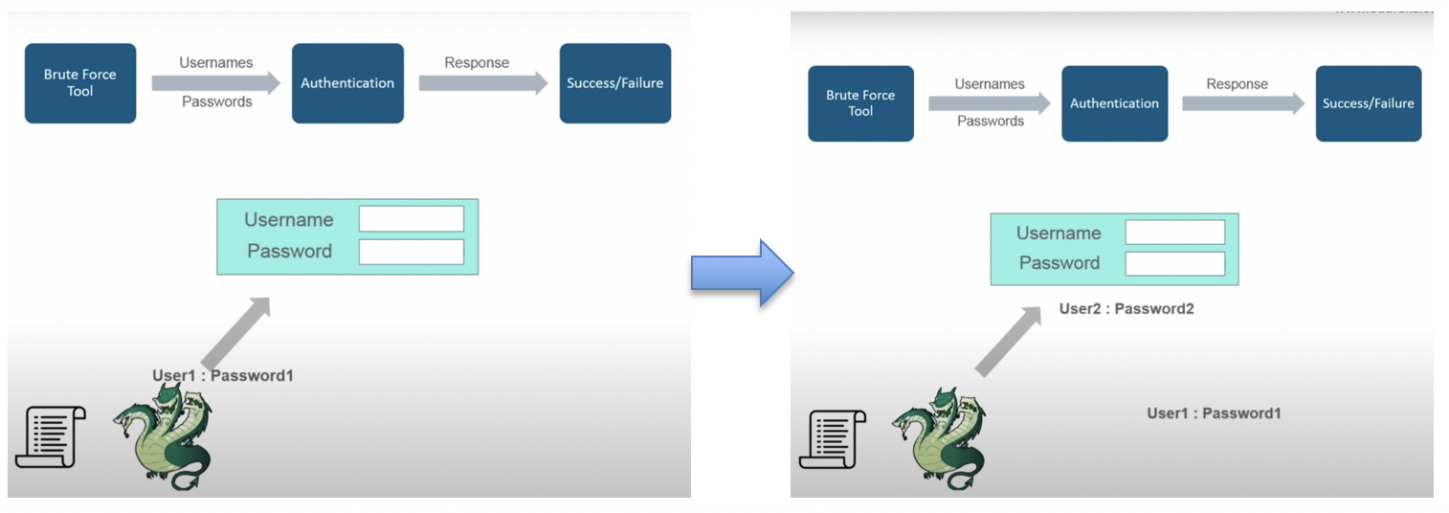 Brute Force
Tool
Usernames
Passwords
Authentication
Response
Success/Failure
Username
Password
User1 : Password1
Brute Force
Tool
Usernames
Passwords
Authentication
Response
Success/Failure
Username
Password
User2 : Password2
User1 : Password1